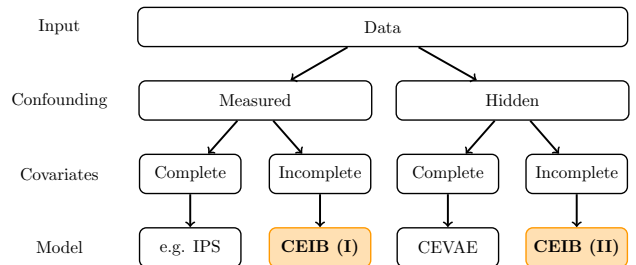 Input
Data
Confounding
Measured
Hidden
Covariates
Complete
Incomplete
Complete
Incomplete
Model
e.g. IPS
CEIB (I)
CEVAE
CEIB (II)